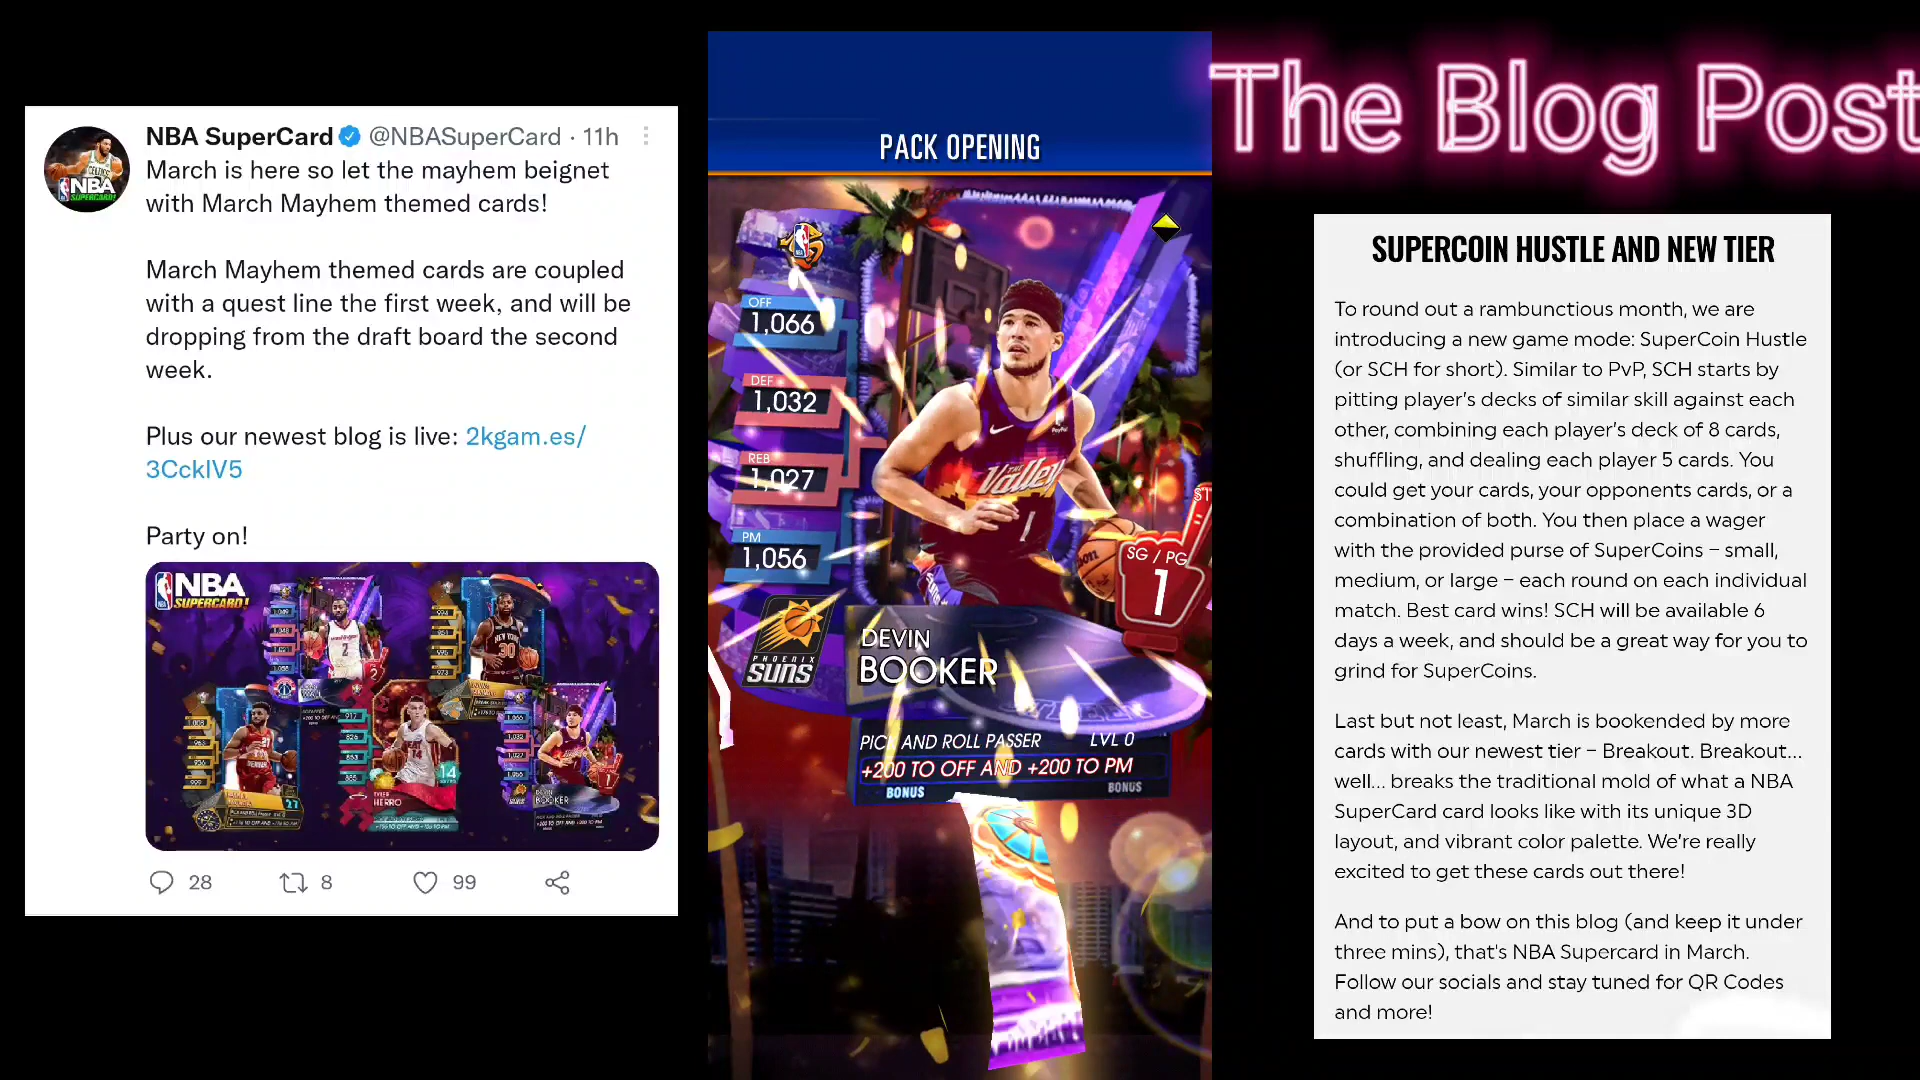 NBA SuperCard @NBASuperCard · 11h
March is here so let the mayhem beignet
with March Mayhem themed cards!
March Mayhem themed cards are coupled
with a quest line the first week, and will be
dropping from the draft board the second
week.
Plus our newest blog is live: 2kgam.es/
3CckIV5
Party on!
NBA
SUPERCARD!
28
8
99
PACK OPENING
OFF
1,066
DEF
1,032
REB
1,027
PM
1,056
THE
Valley
1
SG / PG
1
PHOENIX
SUNS
DEVIN
BOOKER
PICK AND ROLL PASSER LVL 0
+200 TO OFF AND +200 TO PM
BONUS BONUS
The Blog Post
SUPERCOIN HUSTLE AND NEW TIER
To round out a rambunctious month, we are
introducing a new game mode: SuperCoin Hustle
(or SCH for short). Similar to PvP, SCH starts by
pitting player's decks of similar skill against each
other, combining each player's deck of 8 cards,
shuffling, and dealing each player 5 cards. You
could get your cards, your opponents cards, or a
combination of both. You then place a wager
with the provided purse of SuperCoins – small,
medium, or large – each round on each individual
match. Best card wins! SCH will be available 6
days a week, and should be a great way for you to
grind for SuperCoins.
Last but not least, March is bookended by more
cards with our newest tier – Breakout. Breakout...
well... breaks the traditional mold of what a NBA
SuperCard card looks like with its unique 3D
layout, and vibrant color palette. We're really
excited to get these cards out there!
And to put a bow on this blog (and keep it under
three mins), that's NBA Supercard in March.
Follow our socials and stay tuned for QR Codes
and more!